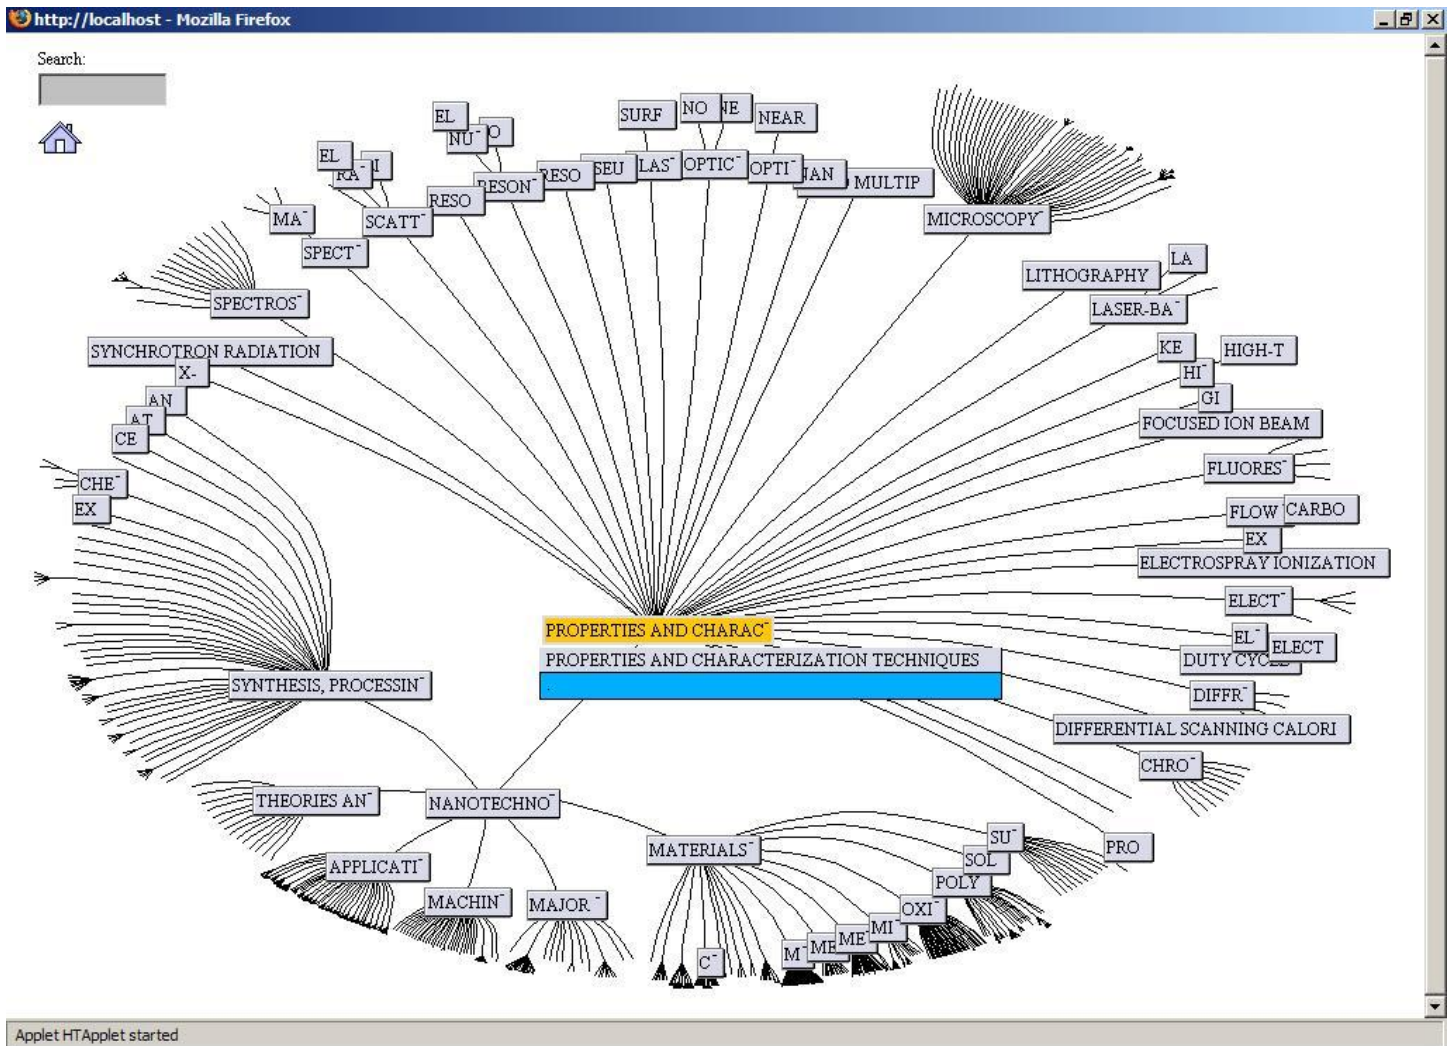 http://localhost - Mozilla Firefox
Search:
EL
NU¯
O
SURF
NO
NE
NEAR
EL
RA¯
I
RESO
RESON¯
RESO
SEU
LAS¯
OPTIC¯
OPTI¯
NAN
MULTIP
MA¯
SCATT¯
MICROSCOPY¯
SPECT¯
LITHOGRAPHY
LA
SPECTROS¯
LASER-BA¯
SYNCHROTRON RADIATION
KE
HIGH-T
X-
HI¯
AN
GI
AT
CE
FOCUSED ION BEAM
CHE¯
FLUORES¯
EX
FLOW
CARBO
EX
ELECTROSPRAY IONIZATION
ELECT¯
PROPERTIES AND CHARAC¯
EL¯
ELECT
PROPERTIES AND CHARACTERIZATION TECHNIQUES
DUTY CYCLE
SYNTHESIS, PROCESSIN¯
DIFFR¯
DIFFERENTIAL SCANNING CALORI
CHRO¯
THEORIES AN¯
NANOTECHNO¯
MATERIALS¯
SU¯
PRO
APPLICATI¯
SOL
POLY
MACHIN¯
MAJOR ¯
OXI¯
MI¯
ME¯
ME
M¯
C¯
Applet HTApplet started